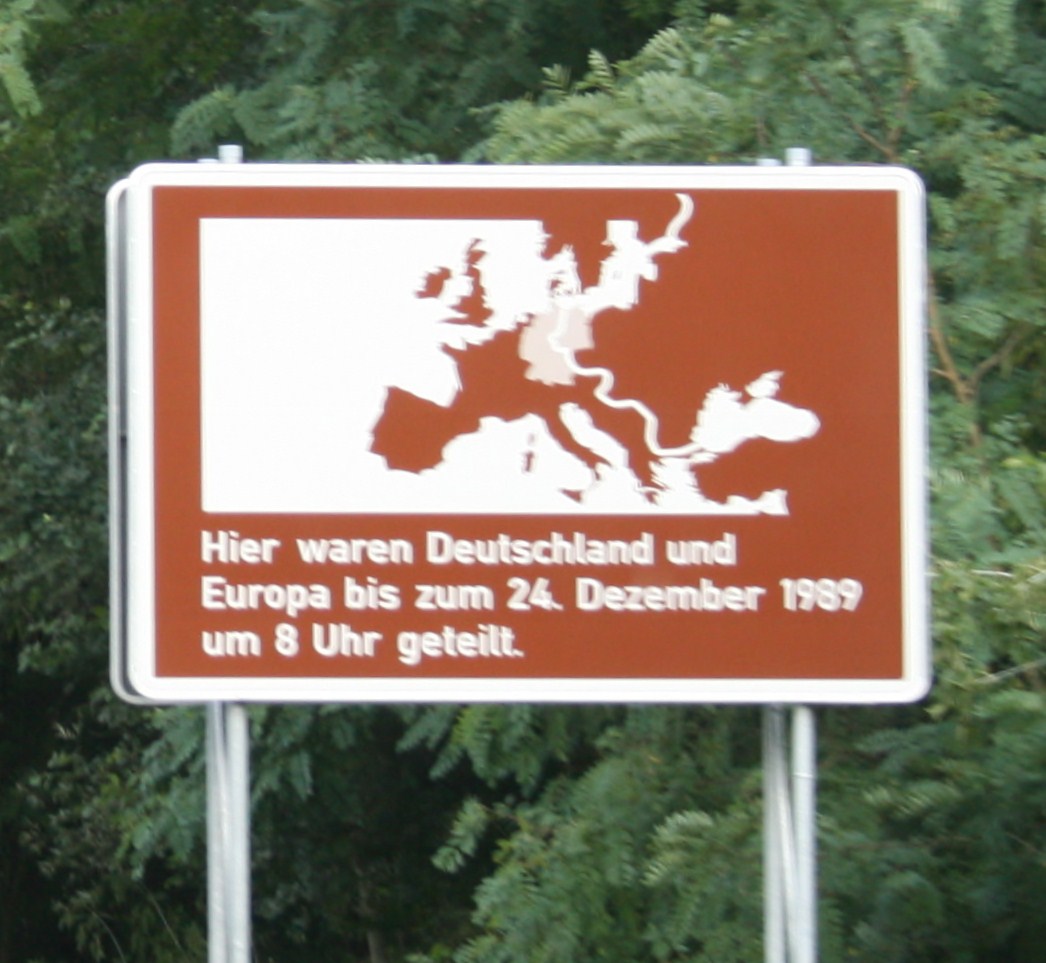 Hier waren Deutschland und
Europa bis zum 24. Dezember 1989
um 8 Uhr geteilt.